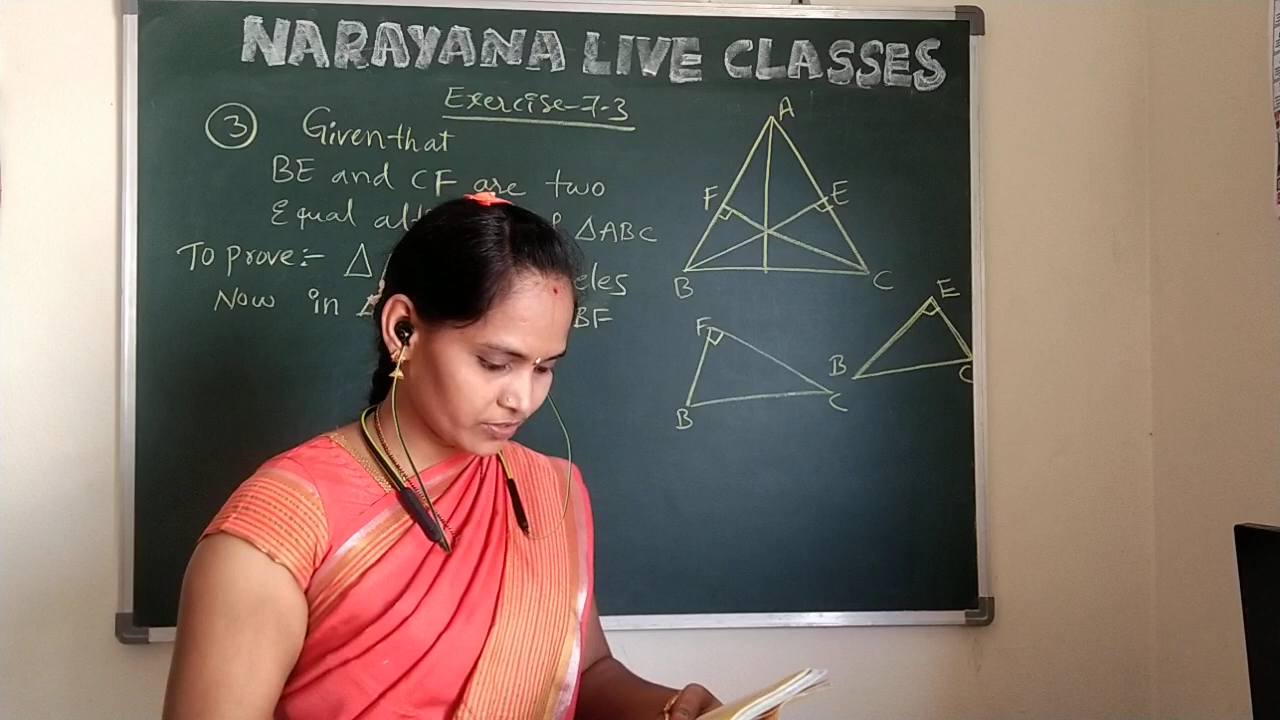 NARAYANA LIVE CLASSES
Exercise-7.3
3 Given that
BE and CF are two
Equal alt ΔABC
To prove:- Δ eles
Now in Δ BF
A
F E
B C
E
B C
F
B C